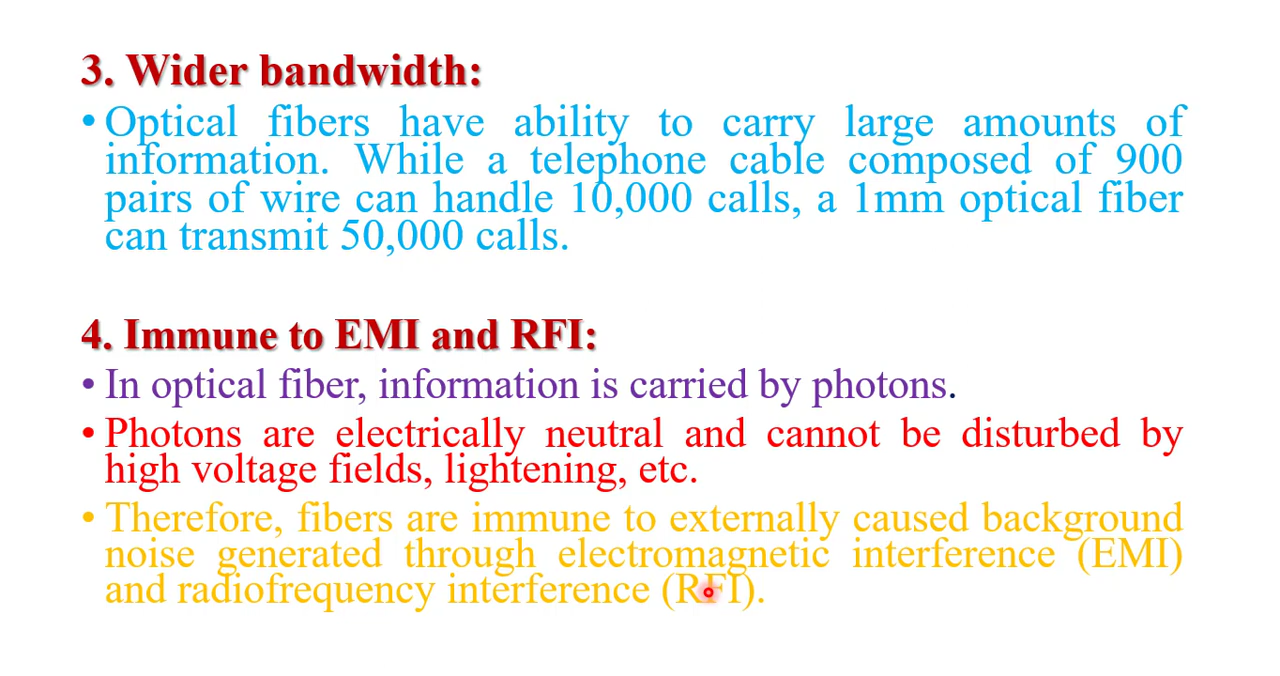 3. Wider bandwidth:
• Optical fibers have ability to carry large amounts of
information. While a telephone cable composed of 900
pairs of wire can handle 10,000 calls, a 1mm optical fiber
can transmit 50,000 calls.
4. Immune to EMI and RFI:
• In optical fiber, information is carried by photons.
• Photons are electrically neutral and cannot be disturbed by
high voltage fields, lightening, etc.
• Therefore, fibers are immune to externally caused background
noise generated through electromagnetic interference (EMI)
and radiofrequency interference (RFI).